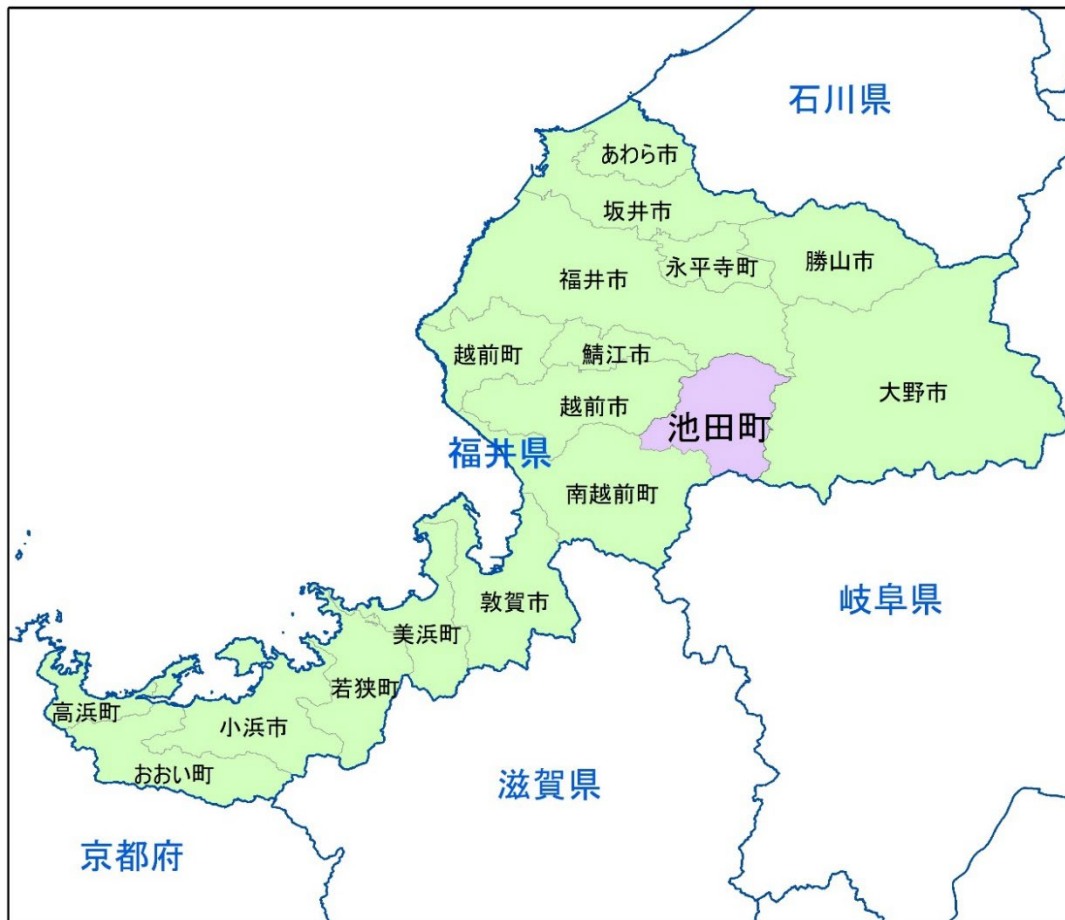 石川県
あわら市
坂井市
永平寺町
勝山市
福井市
越前町
鯖江市
大野市
越前市
池田町
福井県
南越前町
敦賀市
岐阜県
美浜町
若狭町
高浜町
小浜市
おおい町
滋賀県
京都府